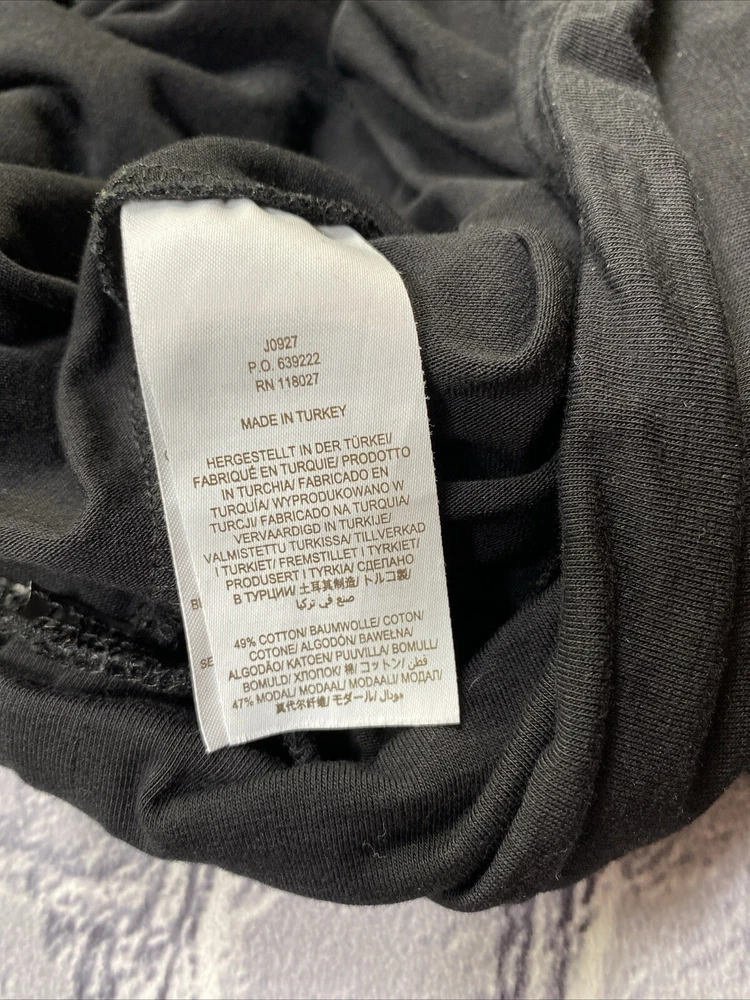 J0927
P.O. 639222
RN 118027
MADE IN TURKEY
HERGESTELLT IN DER TÜRKEI/
FABRIQUÉ EN TURQUIE/ PRODOTTO
IN TURCHIA/ FABRICADO EN
TURQUÍA/ WYPRODUKOWANO W
TURCJI/ FABRICADO NA TURQUIA/
VERVAARDIGD IN TURKIJE/
VALMISTETTU TURKISSA/ TILLVERKAD
I TURKIET/ FREMSTILLET I TYRKIET/
PRODUSERT I TYRKIA/ СДЕЛАНО
В ТУРЦИИ/ 土耳其制造/ トルコ製/
صنع في تركيا
49% COTTON/ BAUMWOLLE/ COTON/
COTONE/ ALGODÓN/ BAWEŁNA/
ALGODÃO/ KATOEN/ PUUVILLA/ BOMULL/
BOMULD/ ХЛОПОК/ 棉/ コットン/ قطن
47% MODAL/ MODAAL/ MODAALI/ МОДАЛ/
莫代尔纤维/ モダール/ مودال